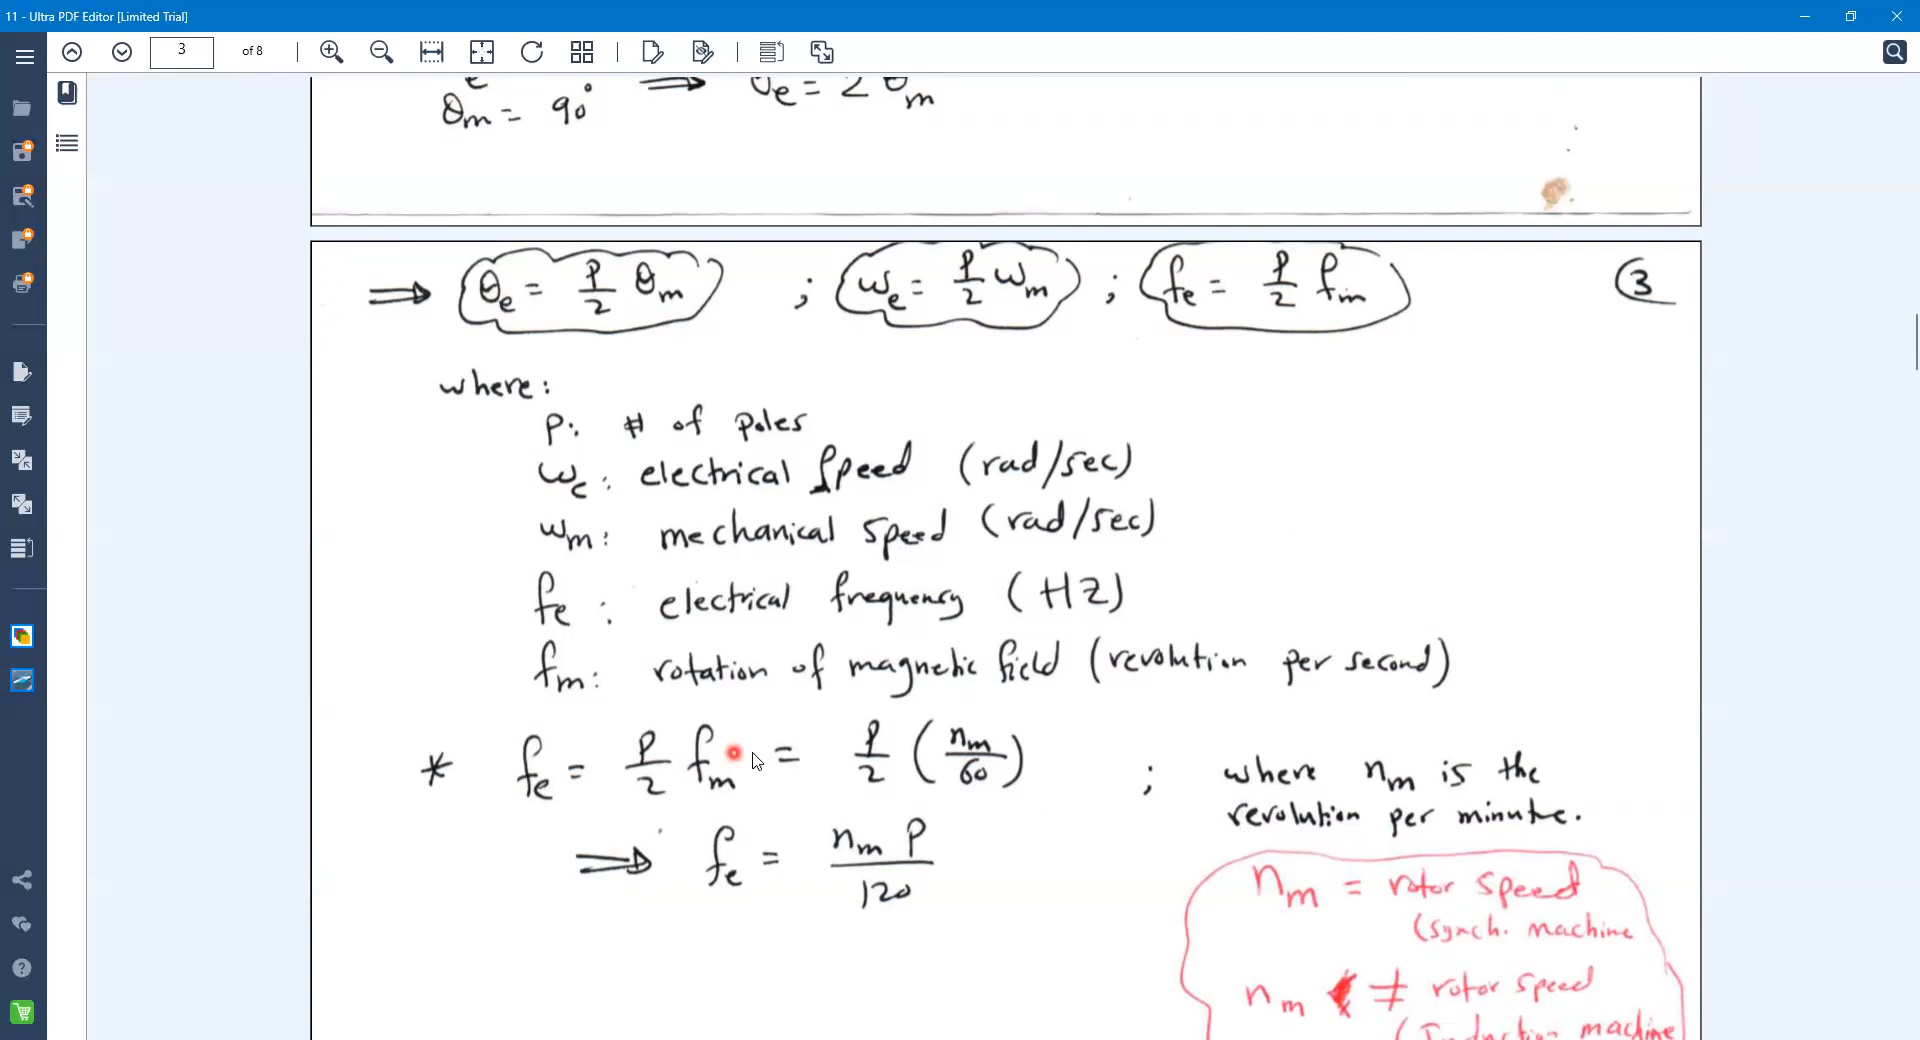 11 - Ultra PDF Editor [Limited Trial]
3 of 8
θm = 90° ⟹ θe = 2 θm
⟹ θe = P/2 θm ; ωe = P/2 ωm ; fe = P/2 fm ③
where:
P: # of poles
ωe: electrical speed (rad/sec)
ωm: mechanical speed (rad/sec)
fe: electrical frequency (HZ)
fm: rotation of magnetic field (revolution per second)
* fe = P/2 fm = P/2 (nm/60) ; where nm is the
revolution per minute.
⟹ fe = nm P / 120
nm = rotor speed
(synch. machine
nm ≠ rotor speed
(Induction machine